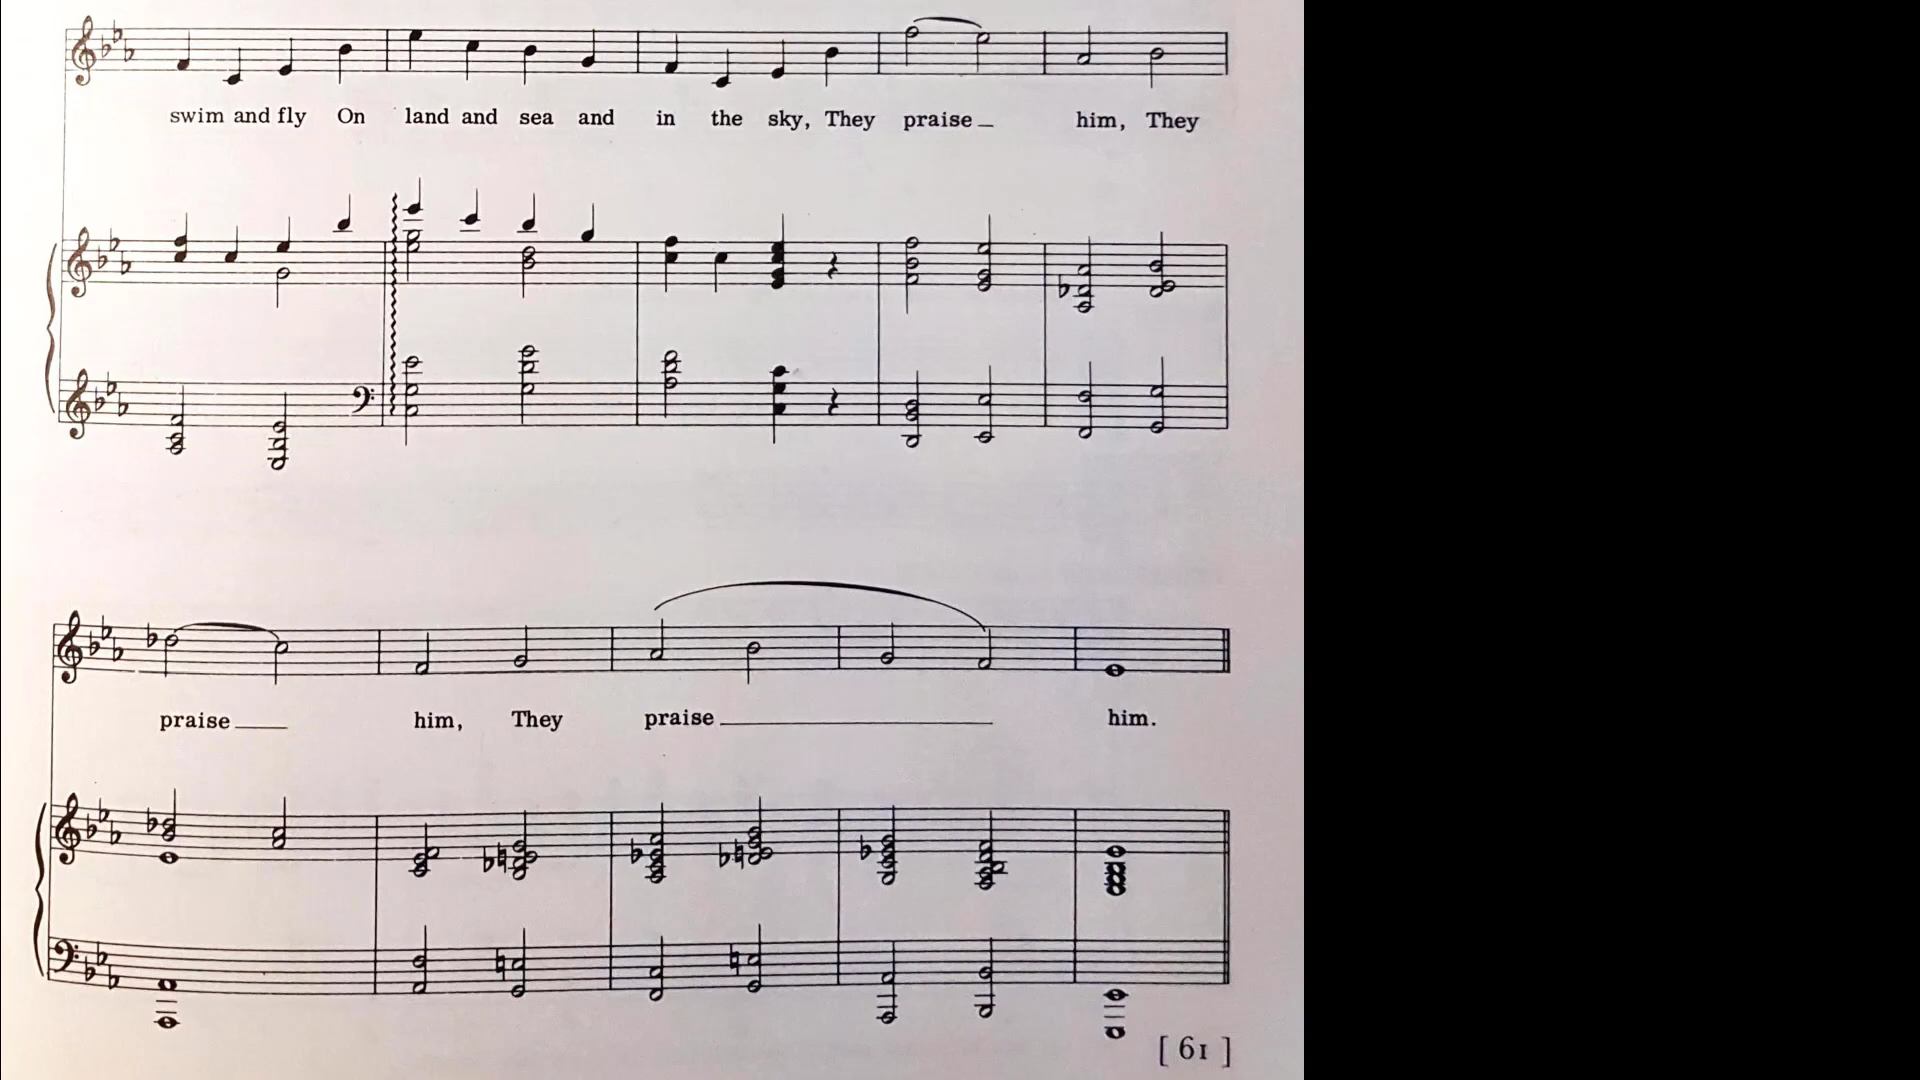 swim and fly On land and sea and in the sky, They praise him, They
praise him, They praise him.
[ 61 ]